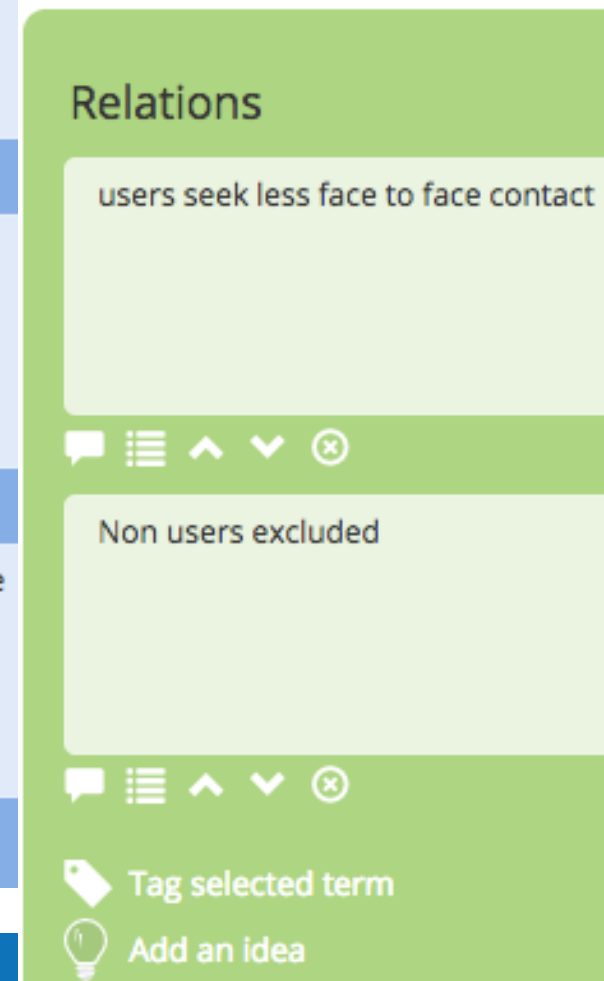 Relations
users seek less face to face contact
Non users excluded
e
Tag selected term
Add an idea